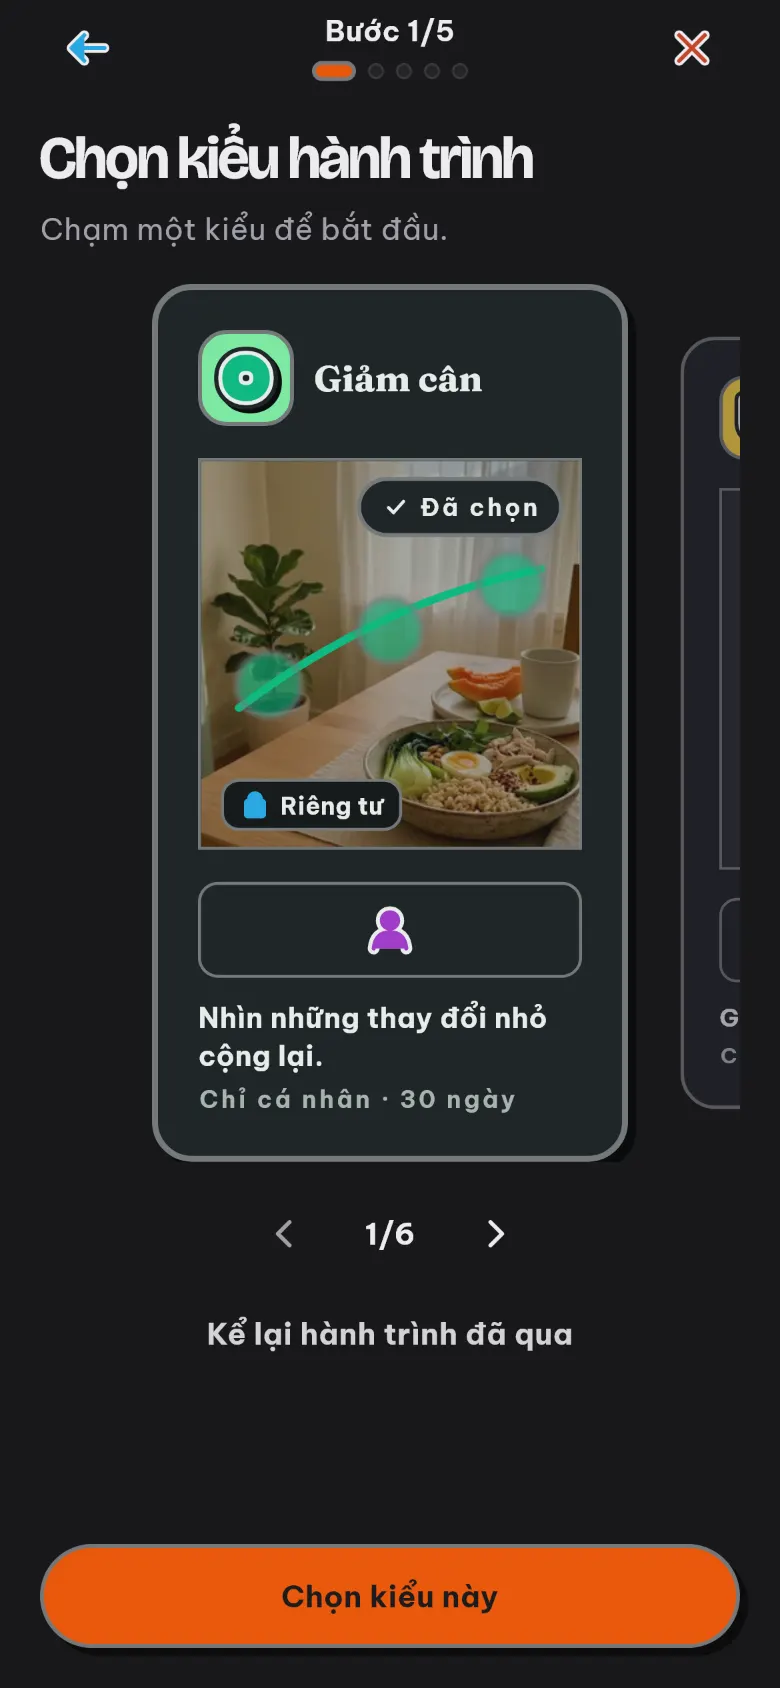 Bước 1/5
Chọn kiểu hành trình
Chạm một kiểu để bắt đầu.
Giảm cân
Đã chọn
Riêng tư
Nhìn những thay đổi nhỏ
cộng lại.
Chỉ cá nhân · 30 ngày
G
C
1/6
Kể lại hành trình đã qua
Chọn kiểu này